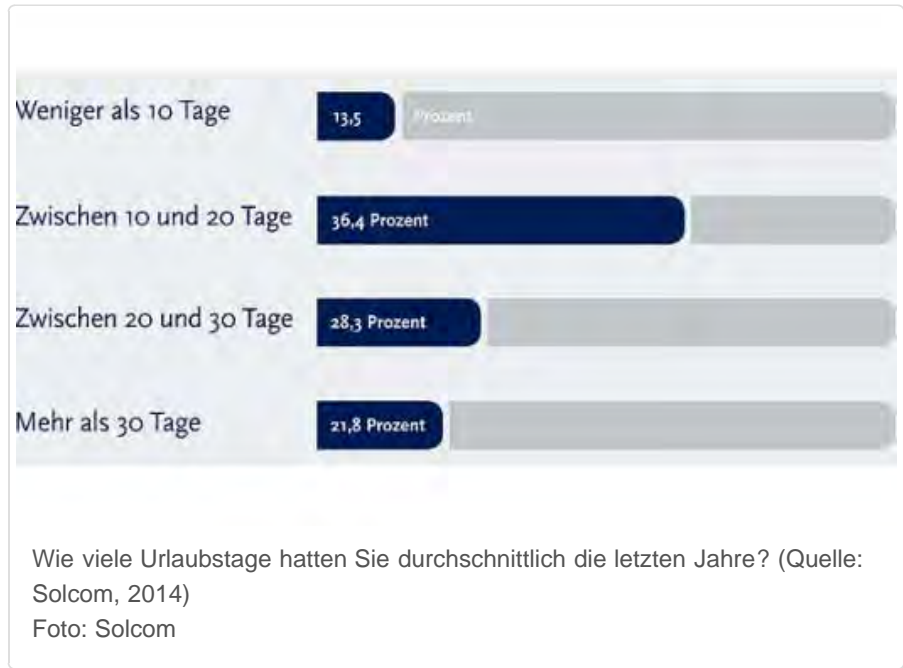 Weniger als 10 Tage
13,5 Prozent
Zwischen 10 und 20 Tage
36,4 Prozent
Zwischen 20 und 30 Tage
28,3 Prozent
Mehr als 30 Tage
21,8 Prozent
Wie viele Urlaubstage hatten Sie durchschnittlich die letzten Jahre? (Quelle:
Solcom, 2014)
Foto: Solcom